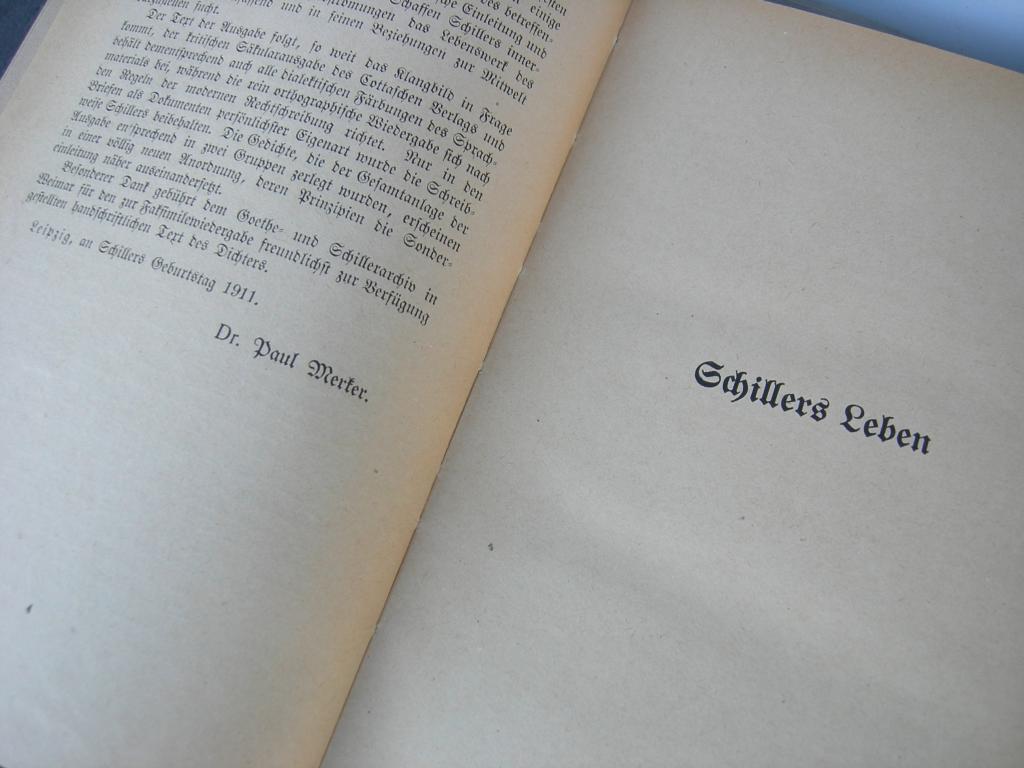 einige
Einleitung und
des betreffen-
Strömungen das Lebenswerk des
Schaffen Schillers inner-
und in seinen Beziehungen zur Mitwelt
sucht.
Der Text der Ausgabe folgt, so weit das Klangbild in Frage
kommt, der kritischen Säkularausgabe des Cottaschen Verlags und
behält dementsprechend auch alle dialektischen Färbungen des Sprach-
materials bei, während die rein orthographische Wiedergabe sich nach
den Regeln der modernen Rechtschreibung richtet. Nur in den
Briefen als Dokumenten persönlichster Eigenart wurde die Schreib-
weise Schillers beibehalten. Die Gedichte, die der Gesamtanlage der
Ausgabe entsprechend in zwei Gruppen zerlegt wurden, erscheinen
in einer völlig neuen Anordnung, deren Prinzipien die Sonder-
einleitung näher auseinandersetzt.
Besonderer Dank gebührt dem Goethe- und Schillerarchiv in
Weimar für den zur Faksimilewiedergabe freundlichst zur Verfügung
gestellten handschriftlichen Text des Dichters.
Leipzig, an Schillers Geburtstag 1911.
Dr. Paul Merker.
Schillers Leben